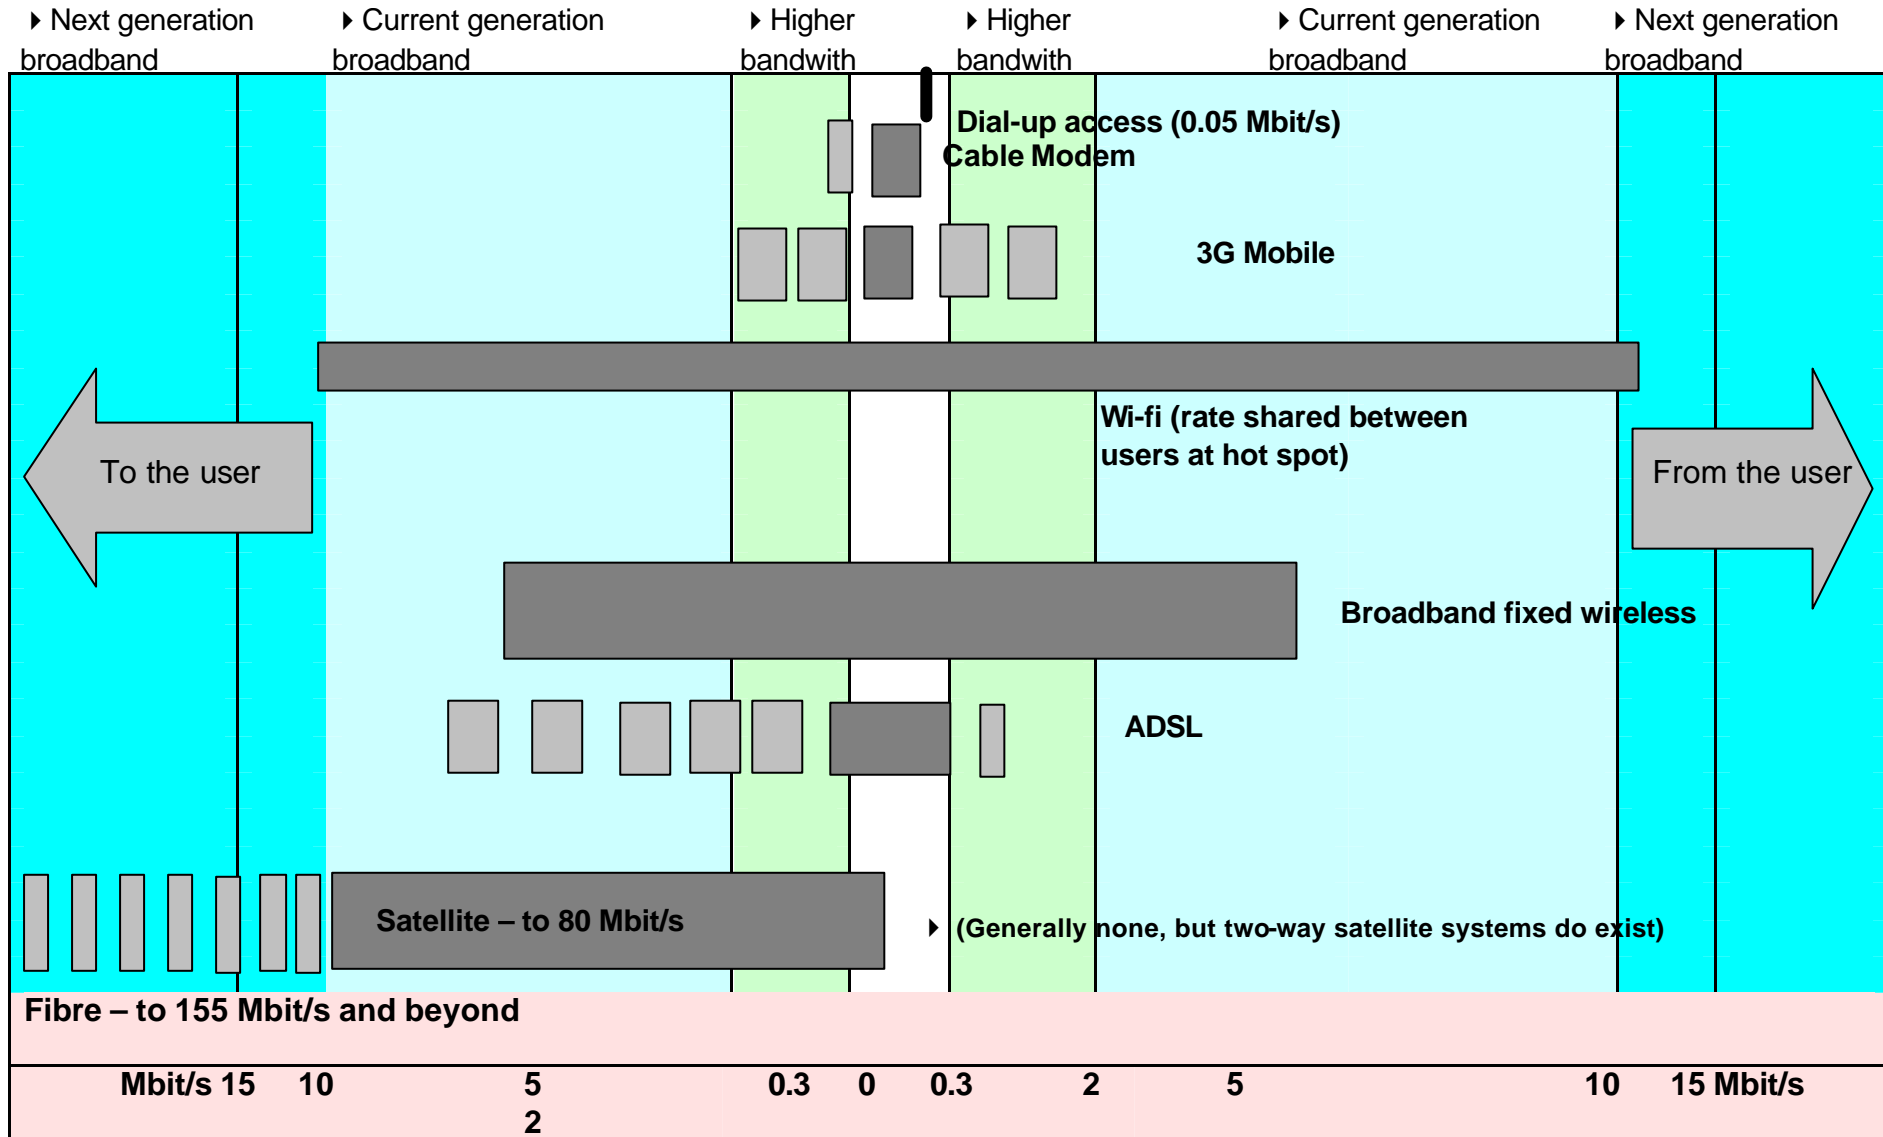 ▸ Next generation broadband
▸ Current generation broadband
▸ Higher bandwith
▸ Higher bandwith
▸ Current generation broadband
▸ Next generation broadband
Dial-up access (0.05 Mbit/s)
Cable Modem
3G Mobile
Wi-fi (rate shared between
users at hot spot)
To the user
From the user
Broadband fixed wireless
ADSL
Satellite – to 80 Mbit/s
▸ (Generally none, but two-way satellite systems do exist)
Fibre – to 155 Mbit/s and beyond
Mbit/s 15 10 5 0.3 0 0.3 2 5 10 15 Mbit/s
2